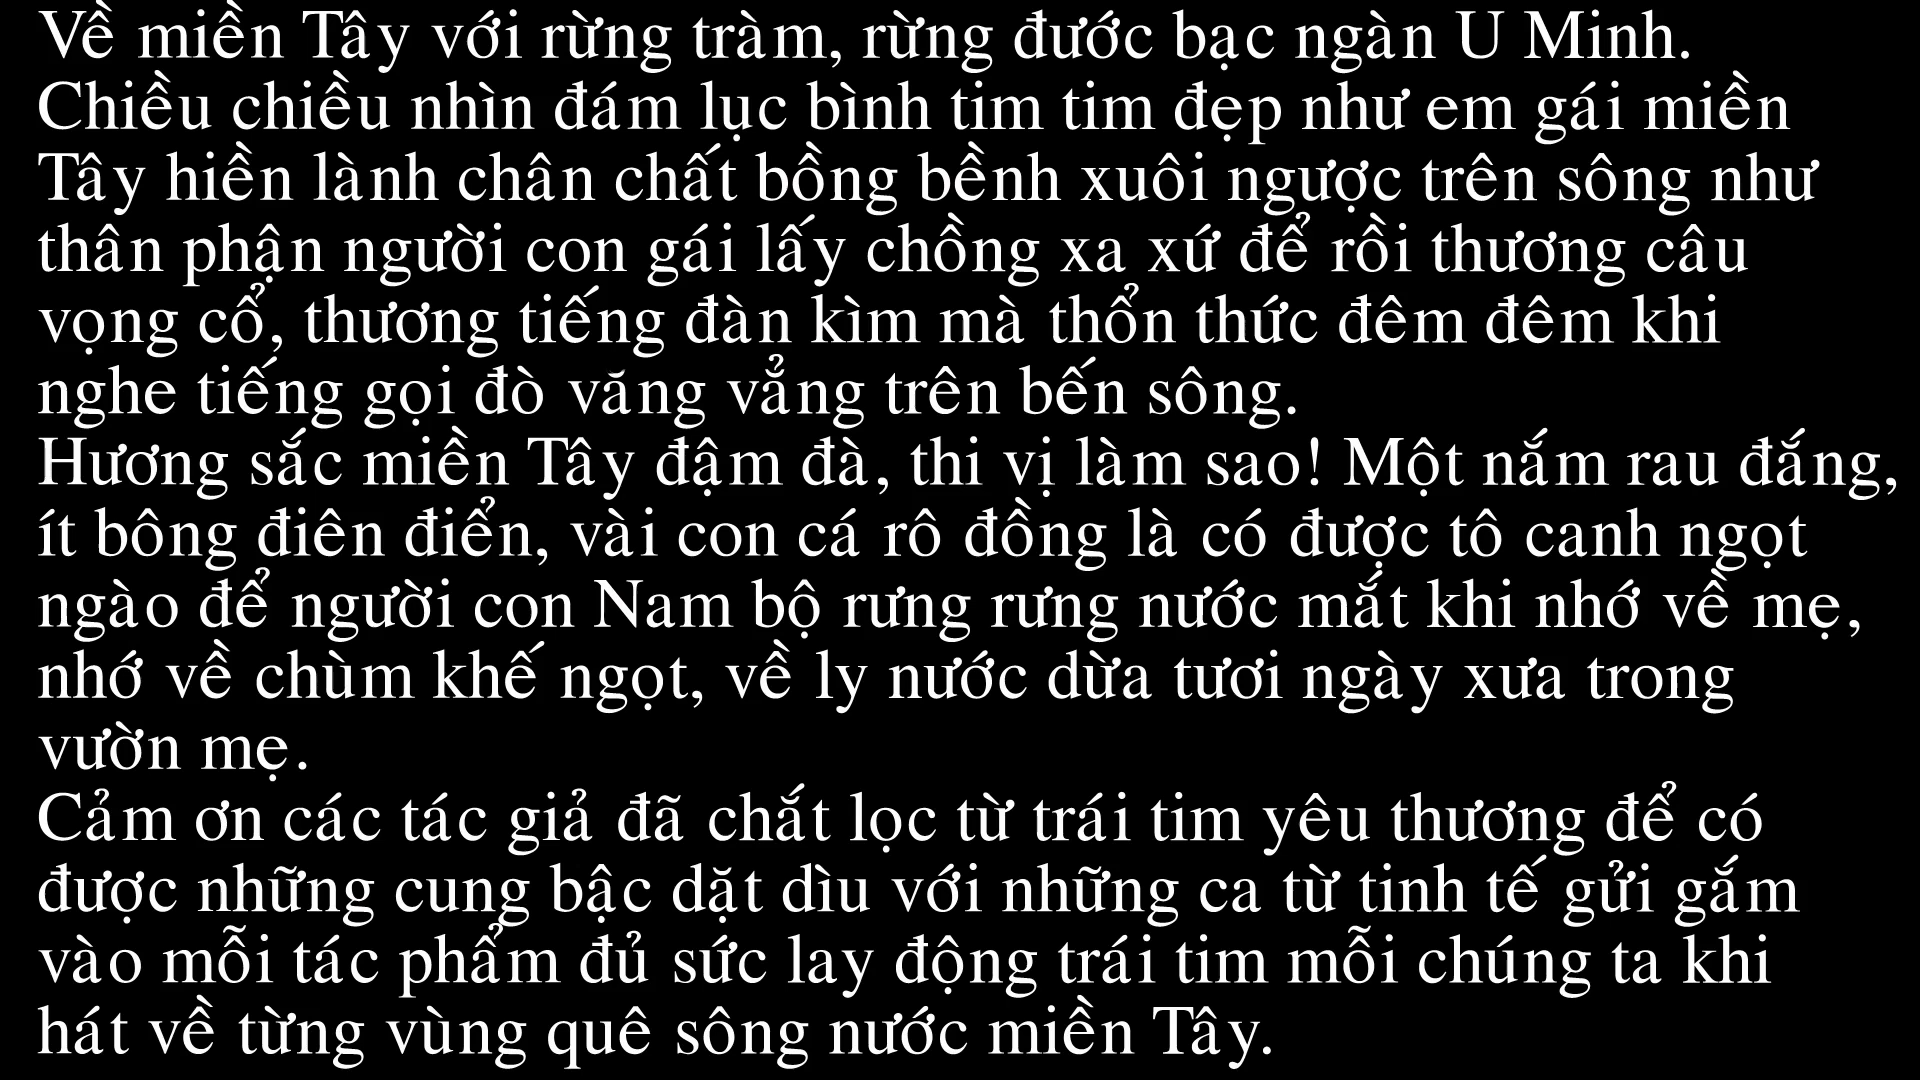 Về miền Tây với rừng tràm, rừng đước bạc ngàn U Minh.
Chiều chiều nhìn đám lục bình tim tim đẹp như em gái miền
Tây hiền lành chân chất bồng bềnh xuôi ngược trên sông như
thân phận người con gái lấy chồng xa xứ để rồi thương câu
vọng cổ, thương tiếng đàn kìm mà thổn thức đêm đêm khi
nghe tiếng gọi đò văng vẳng trên bến sông.
Hương sắc miền Tây đậm đà, thi vị làm sao! Một nắm rau đắng,
ít bông điên điển, vài con cá rô đồng là có được tô canh ngọt
ngào để người con Nam bộ rưng rưng nước mắt khi nhớ về mẹ,
nhớ về chùm khế ngọt, về ly nước dừa tươi ngày xưa trong
vườn mẹ.
Cảm ơn các tác giả đã chắt lọc từ trái tim yêu thương để có
được những cung bậc dặt dìu với những ca từ tinh tế gửi gắm
vào mỗi tác phẩm đủ sức lay động trái tim mỗi chúng ta khi
hát về từng vùng quê sông nước miền Tây.